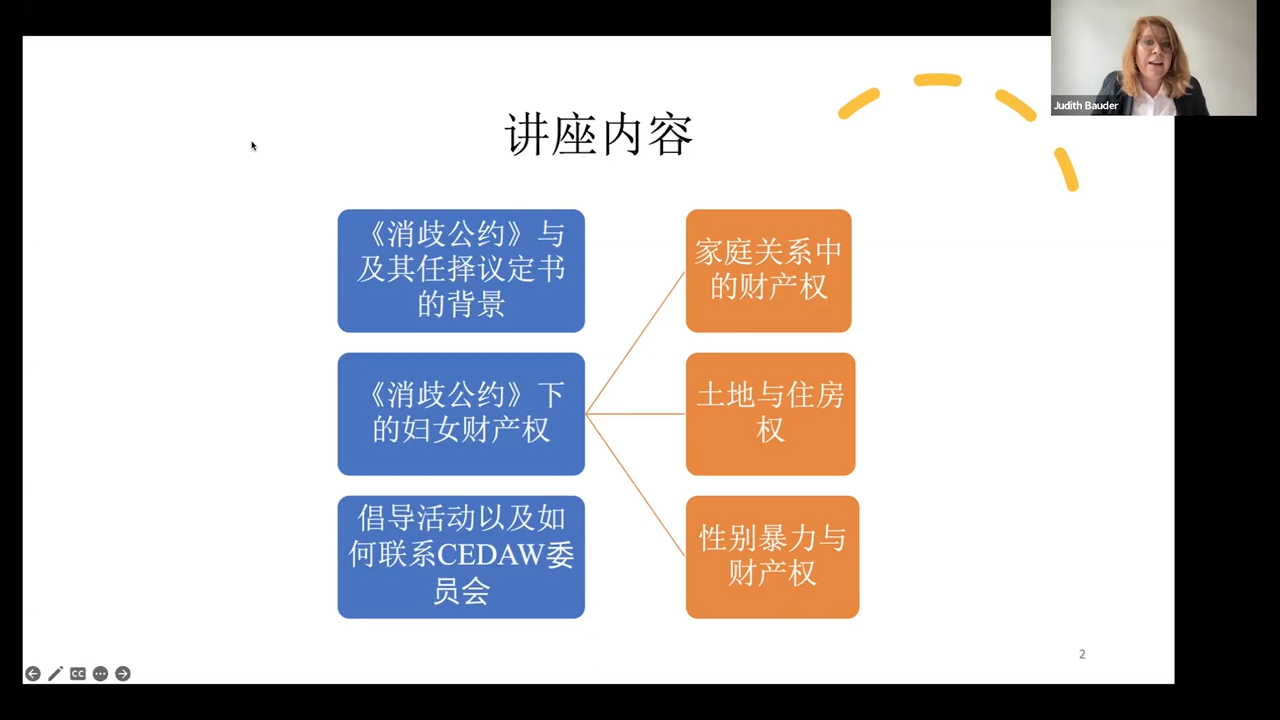 Judith Bauder
讲座内容
《消歧公约》与
及其任择议定书
的背景
《消歧公约》下
的妇女财产权
倡导活动以及如
何联系CEDAW委
员会
家庭关系中
的财产权
土地与住房
权
性别暴力与
财产权
2
CC